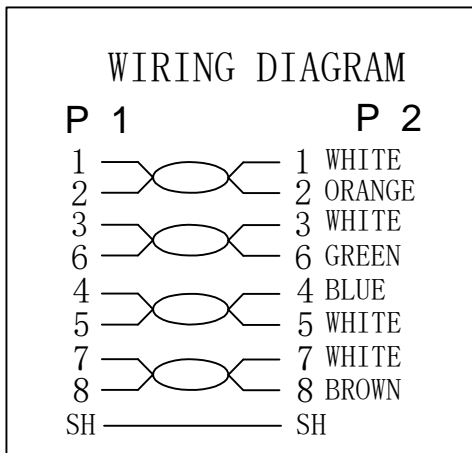 WIRING DIAGRAM
P 1 P 2
1 1 WHITE
2 2 ORANGE
3 3 WHITE
6 6 GREEN
4 4 BLUE
5 5 WHITE
7 7 WHITE
8 8 BROWN
SH SH